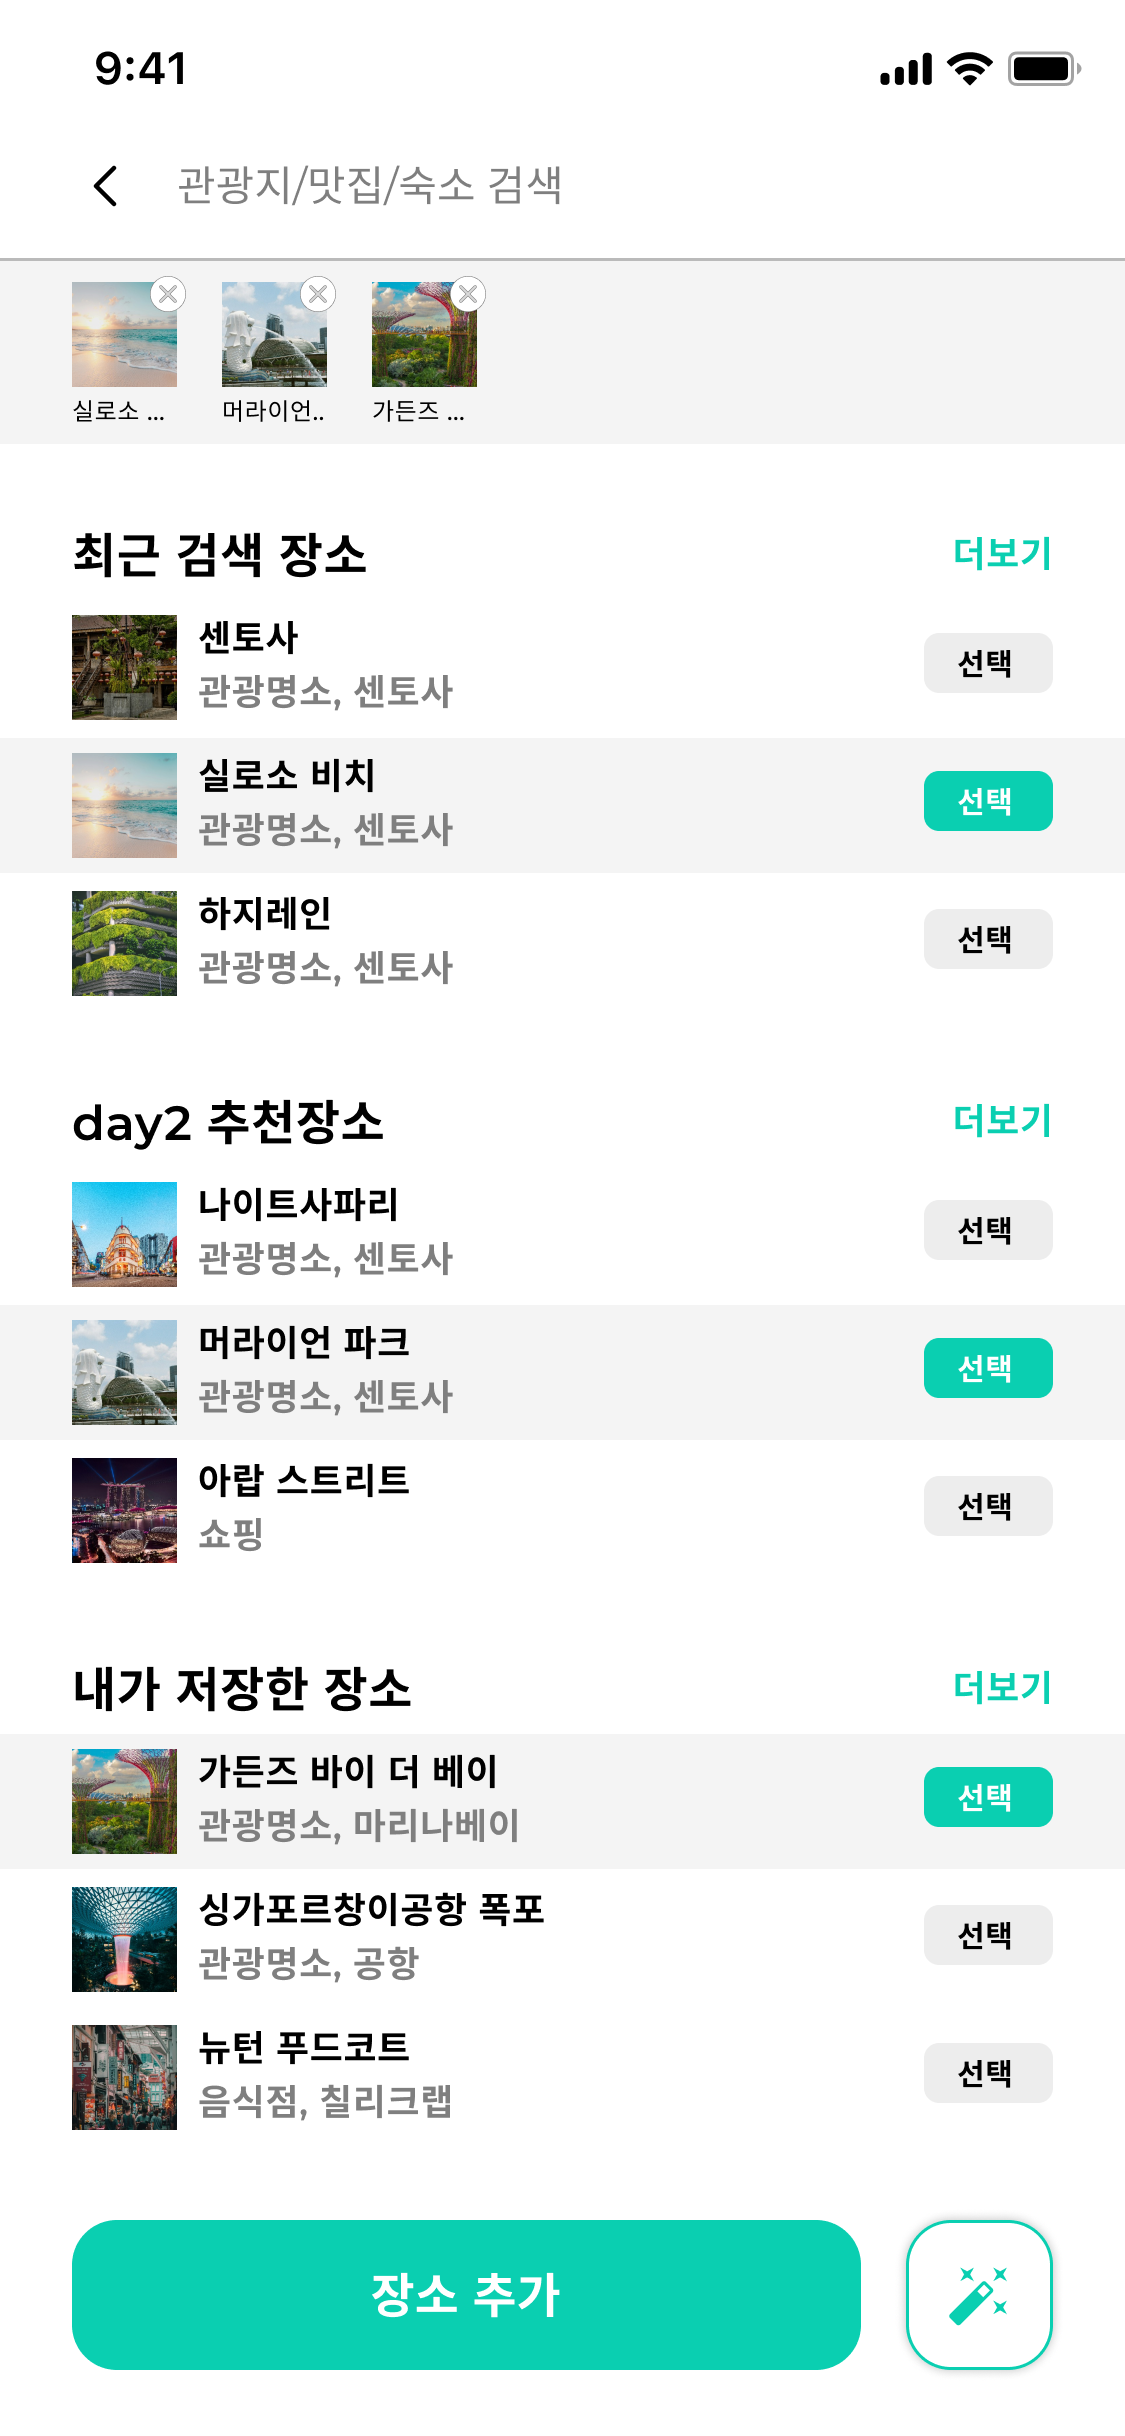 9:41
관광지/맛집/숙소 검색
실로소 ...
머라이언..
가든즈 ...
최근 검색 장소
더보기
센토사
관광명소, 센토사
선택
실로소 비치
관광명소, 센토사
선택
하지레인
관광명소, 센토사
선택
day2 추천장소
더보기
나이트사파리
관광명소, 센토사
선택
머라이언 파크
관광명소, 센토사
선택
아랍 스트리트
쇼핑
선택
내가 저장한 장소
더보기
가든즈 바이 더 베이
관광명소, 마리나베이
선택
싱가포르창이공항 폭포
관광명소, 공항
선택
뉴턴 푸드코트
음식점, 칠리크랩
선택
장소 추가